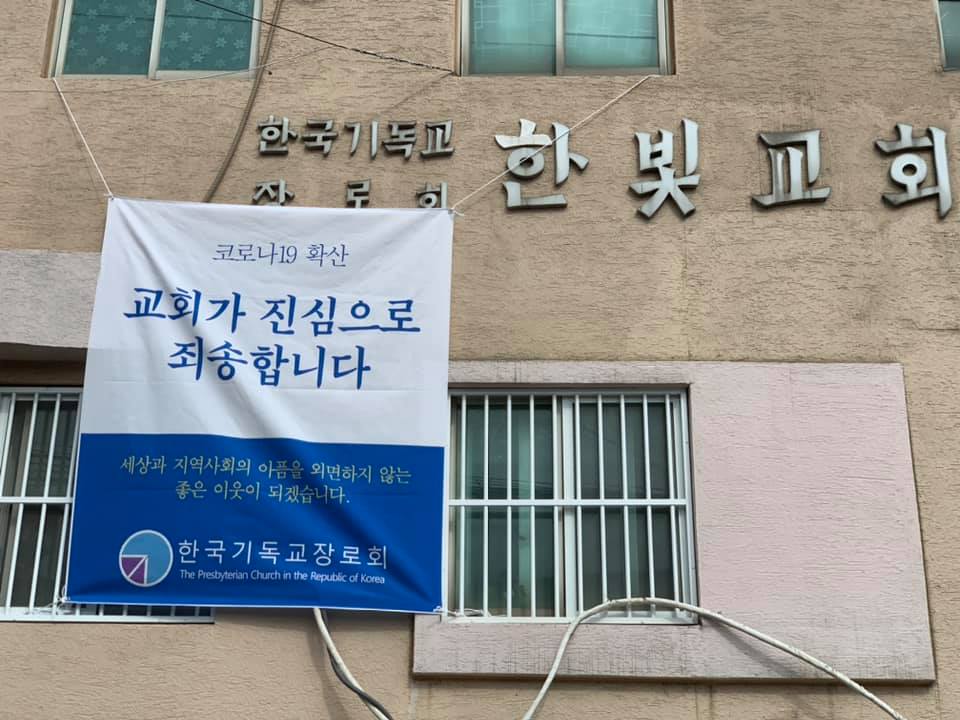 한국기독교
장로회
한빛교회
코로나19 확산
교회가 진심으로
죄송합니다
세상과 지역사회의 아픔을 외면하지 않는
좋은 이웃이 되겠습니다.
한국기독교장로회
The Presbyterian Church in the Republic of Korea